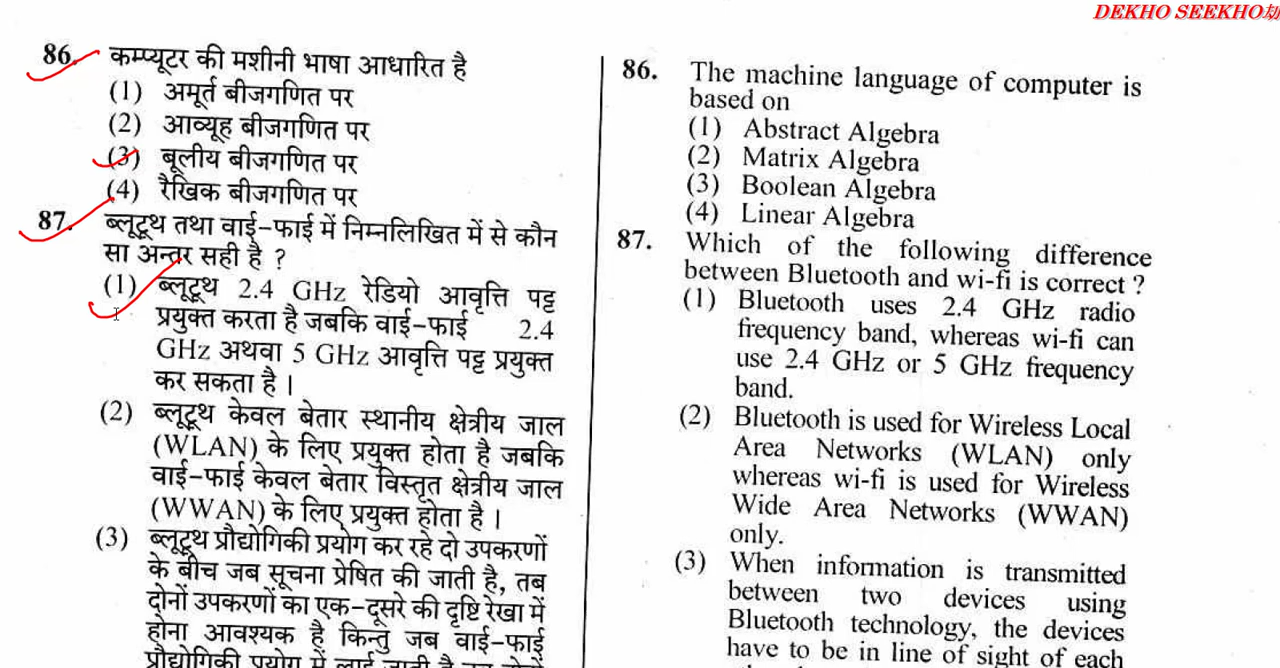 DEKHO SEEKHO
86. कम्प्यूटर की मशीनी भाषा आधारित है
(1) अमूर्त बीजगणित पर
(2) आव्यूह बीजगणित पर
(3) बूलीय बीजगणित पर
(4) रैखिक बीजगणित पर
87. ब्लूटूथ तथा वाई-फाई में निम्नलिखित में से कौन
सा अन्तर सही है ?
(1) ब्लूटूथ 2.4 GHz रेडियो आवृत्ति पट्ट
प्रयुक्त करता है जबकि वाई-फाई 2.4
GHz अथवा 5 GHz आवृत्ति पट्ट प्रयुक्त
कर सकता है ।
(2) ब्लूटूथ केवल बेतार स्थानीय क्षेत्रीय जाल
(WLAN) के लिए प्रयुक्त होता है जबकि
वाई-फाई केवल बेतार विस्तृत क्षेत्रीय जाल
(WWAN) के लिए प्रयुक्त होता है ।
(3) ब्लूटूथ प्रौद्योगिकी प्रयोग कर रहे दो उपकरणों
के बीच जब सूचना प्रेषित की जाती है, तब
दोनों उपकरणों का एक-दूसरे की दृष्टि रेखा में
होना आवश्यक है किन्तु जब वाई-फाई
प्रौद्योगिकी प्रयोग में लाई जाती है
86. The machine language of computer is
based on
(1) Abstract Algebra
(2) Matrix Algebra
(3) Boolean Algebra
(4) Linear Algebra
87. Which of the following difference
between Bluetooth and wi-fi is correct ?
(1) Bluetooth uses 2.4 GHz radio
frequency band, whereas wi-fi can
use 2.4 GHz or 5 GHz frequency
band.
(2) Bluetooth is used for Wireless Local
Area Networks (WLAN) only
whereas wi-fi is used for Wireless
Wide Area Networks (WWAN)
only.
(3) When information is transmitted
between two devices using
Bluetooth technology, the devices
have to be in line of sight of each